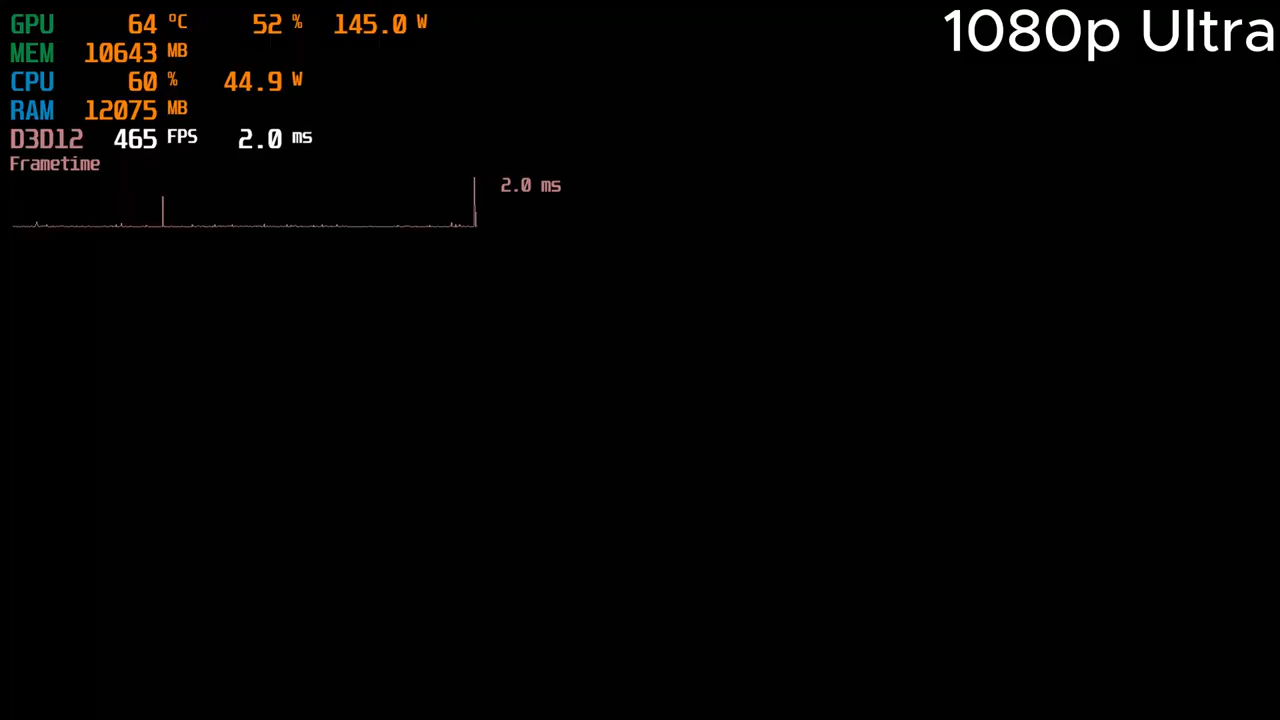 GPU 64 °C 52 % 145.0 W
1080p Ultra
MEM 10643 MB
CPU 60 % 44.9 W
RAM 12075 MB
D3D12 465 FPS 2.0 ms
Frametime
2.0 ms